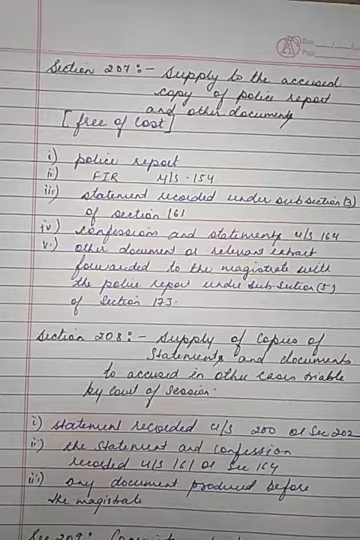 Date
Page
Section 207:- Supply to the accused
copy of police report
and other documents
[free of cost]
i) police report
ii) FIR U/S-154
iii) statement recorded under subsection(3)
of section 161
iv) confession and statements u/s 164
v.) other document or relevant extract
forwarded to the magistrate with
the police report under sub-section(5)
of Section 173.
Section 208:- Supply of copies of
Statements and documents
to accused in other cases triable
by court of session.
i) statement recorded u/s 200 or Sec 202
ii) the statement and confession
recorded u/s 161 or Sec 164
iii) any document produced before
the magistrate
Sec 209:-